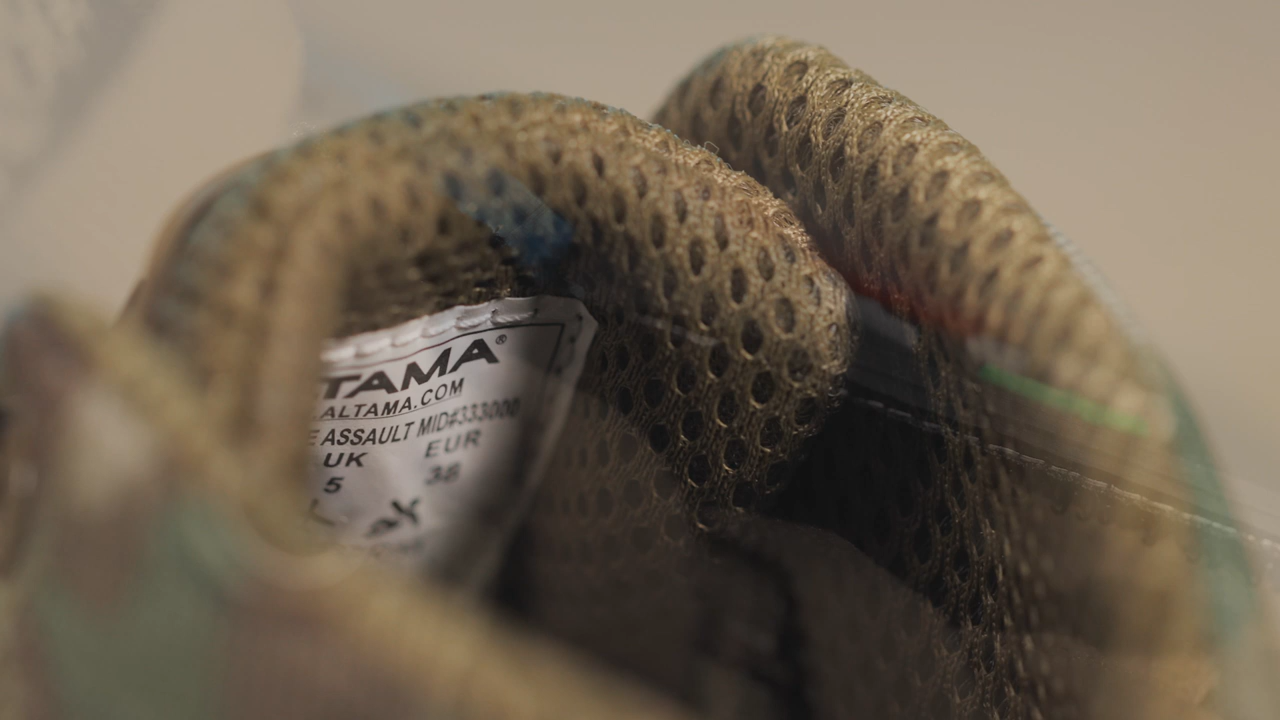 TAMA®
.ALTAMA.COM
E ASSAULT MID#333000
UK EUR
5 38